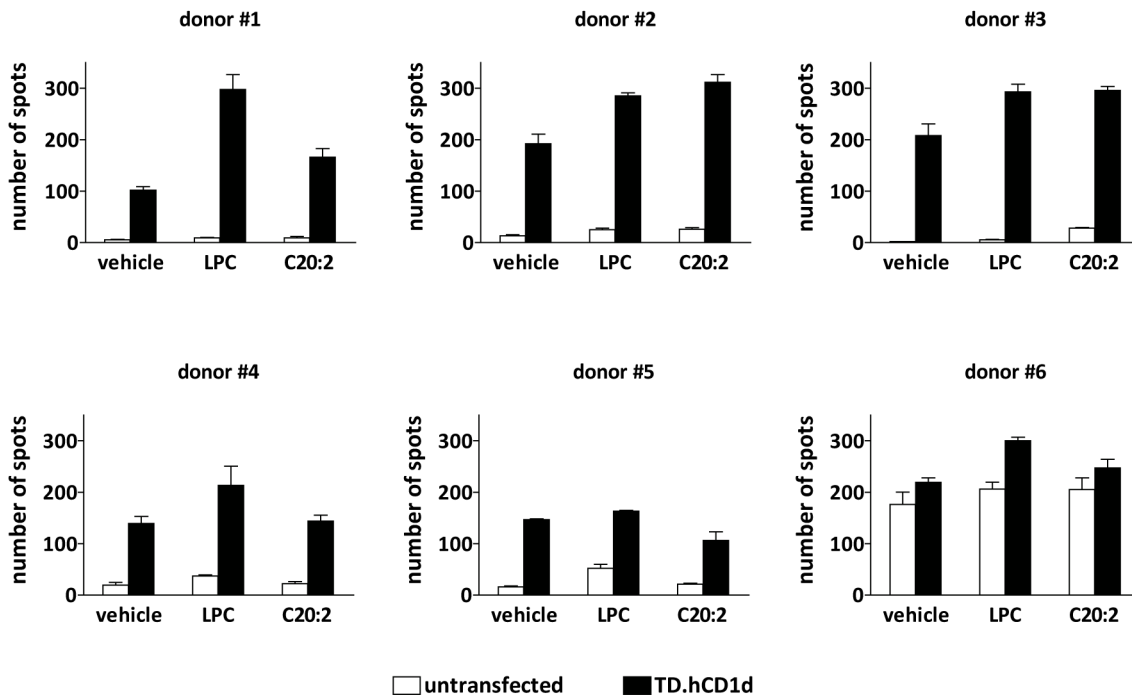 donor #1
number of spots
300
200
100
0
vehicle LPC C20:2
donor #2
number of spots
300
200
100
0
vehicle LPC C20:2
donor #3
number of spots
300
200
100
0
vehicle LPC C20:2
donor #4
number of spots
300
200
100
0
vehicle LPC C20:2
donor #5
number of spots
300
200
100
0
vehicle LPC C20:2
donor #6
number of spots
300
200
100
0
vehicle LPC C20:2
untransfected TD.hCD1d